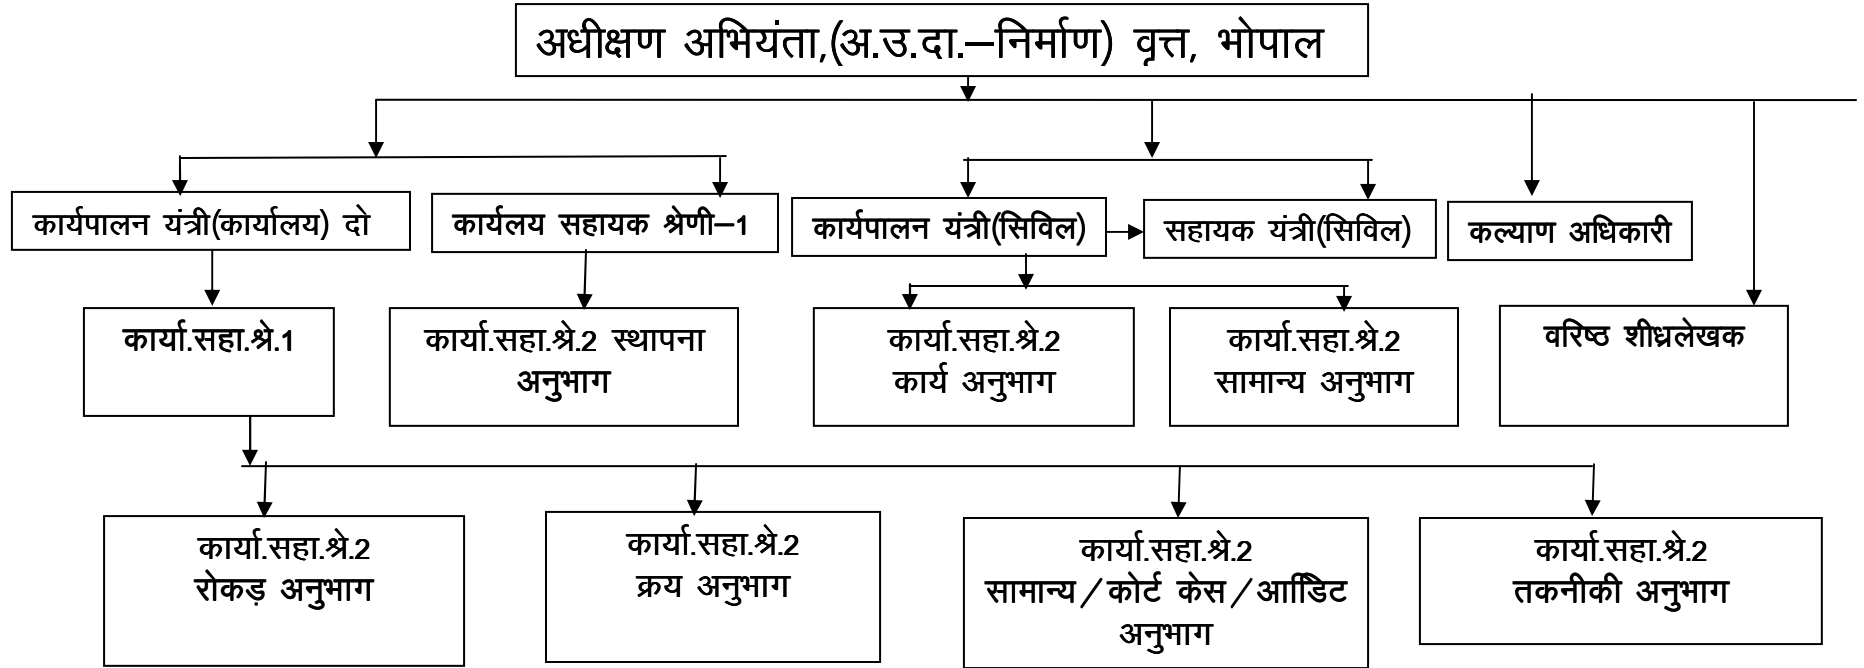 अधीक्षण अभियंता,(अ.उ.दा.–निर्माण) वृत्त, भोपाल
कार्यपालन यंत्री(कार्यालय) दो
कार्यलय सहायक श्रेणी–1
कार्यपालन यंत्री(सिविल)
सहायक यंत्री(सिविल)
कल्याण अधिकारी
कार्या.सहा.श्रे.1
कार्या.सहा.श्रे.2 स्थापना
अनुभाग
कार्या.सहा.श्रे.2
कार्य अनुभाग
कार्या.सहा.श्रे.2
सामान्य अनुभाग
वरिष्ठ शीध्रलेखक
कार्या.सहा.श्रे.2
रोकड़ अनुभाग
कार्या.सहा.श्रे.2
क्रय अनुभाग
कार्या.सहा.श्रे.2
सामान्य/कोर्ट केस/आडििट
अनुभाग
कार्या.सहा.श्रे.2
तकनीकी अनुभाग